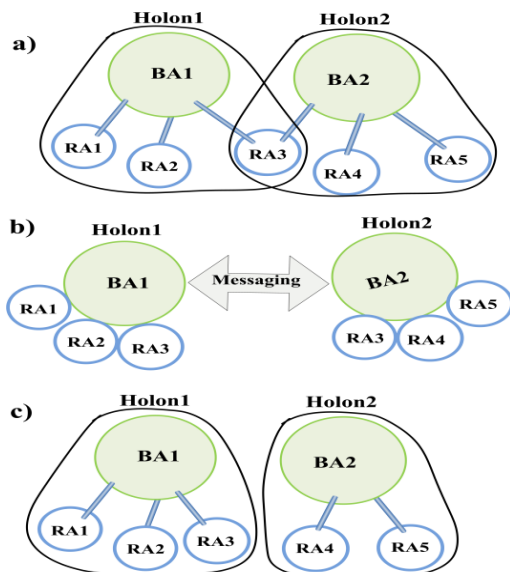 Holon1 Holon2
a)
BA1 BA2
RA1 RA2 RA3 RA4 RA5
b) Holon1 Holon2
BA1 Messaging BA2
RA1 RA2 RA3 RA3 RA4 RA5
c) Holon1 Holon2
BA1 BA2
RA1 RA2 RA3 RA4 RA5